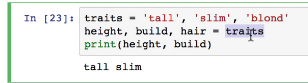 In [23]: traits = 'tall', 'slim', 'blond'
height, build, hair = traits
print(height, build)
tall slim